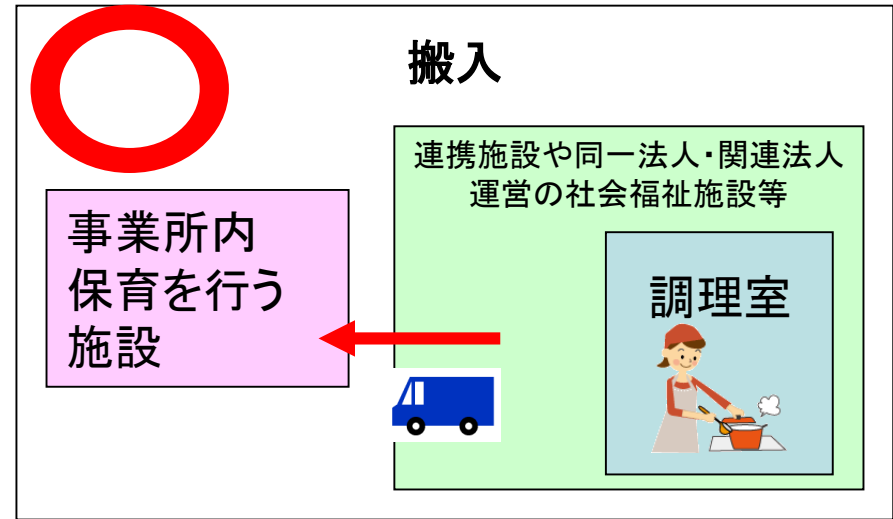 搬入
連携施設や同一法人・関連法人
運営の社会福祉施設等
事業所内
保育を行う
施設
調理室